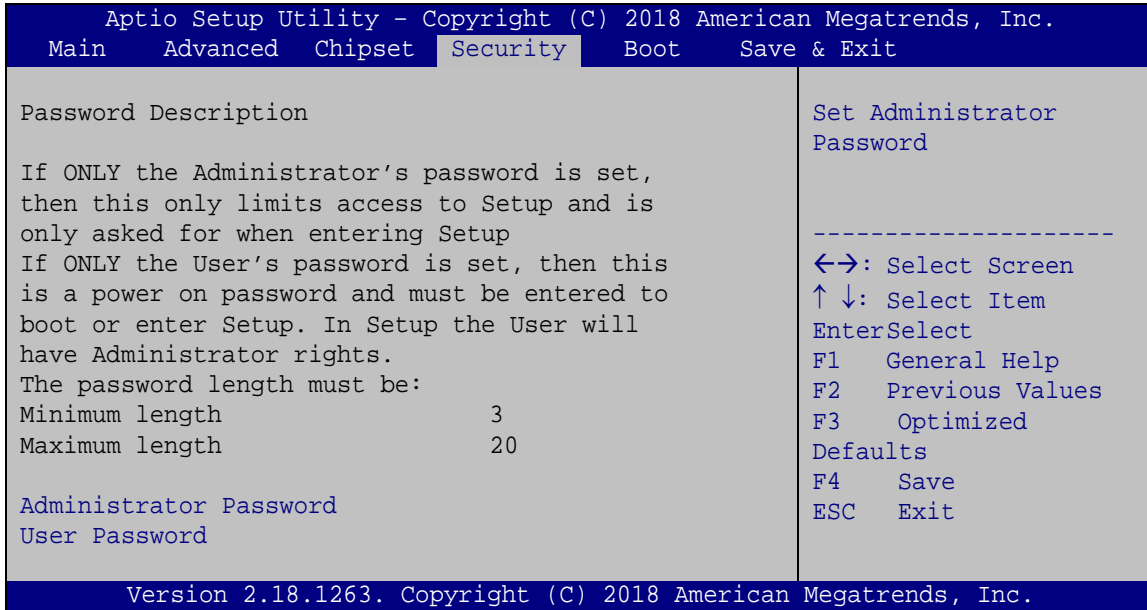 Aptio Setup Utility – Copyright (C) 2018 American Megatrends, Inc.
Main Advanced Chipset Security Boot Save & Exit
Password Description
If ONLY the Administrator’s password is set,
then this only limits access to Setup and is
only asked for when entering Setup
If ONLY the User’s password is set, then this
is a power on password and must be entered to
boot or enter Setup. In Setup the User will
have Administrator rights.
The password length must be:
Minimum length 3
Maximum length 20
Administrator Password
User Password
Set Administrator
Password
---------------------
←→: Select Screen
↑ ↓: Select Item
EnterSelect
F1 General Help
F2 Previous Values
F3 Optimized
Defaults
F4 Save
ESC Exit
Version 2.18.1263. Copyright (C) 2018 American Megatrends, Inc.